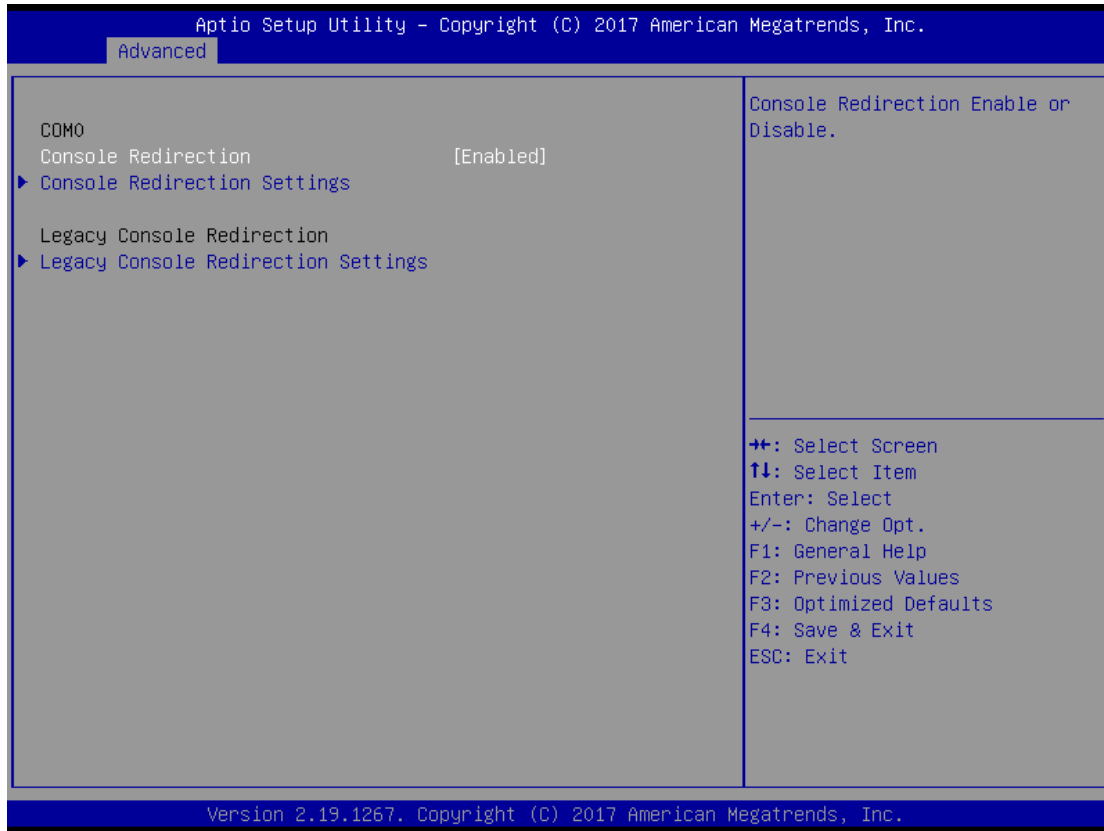 Aptio Setup Utility – Copyright (C) 2017 American Megatrends, Inc.
Advanced
COM0
Console Redirection [Enabled]
Console Redirection Settings
Legacy Console Redirection
Legacy Console Redirection Settings
Console Redirection Enable or
Disable.
→←: Select Screen
↑↓: Select Item
Enter: Select
+/-: Change Opt.
F1: General Help
F2: Previous Values
F3: Optimized Defaults
F4: Save & Exit
ESC: Exit
Version 2.19.1267. Copyright (C) 2017 American Megatrends, Inc.